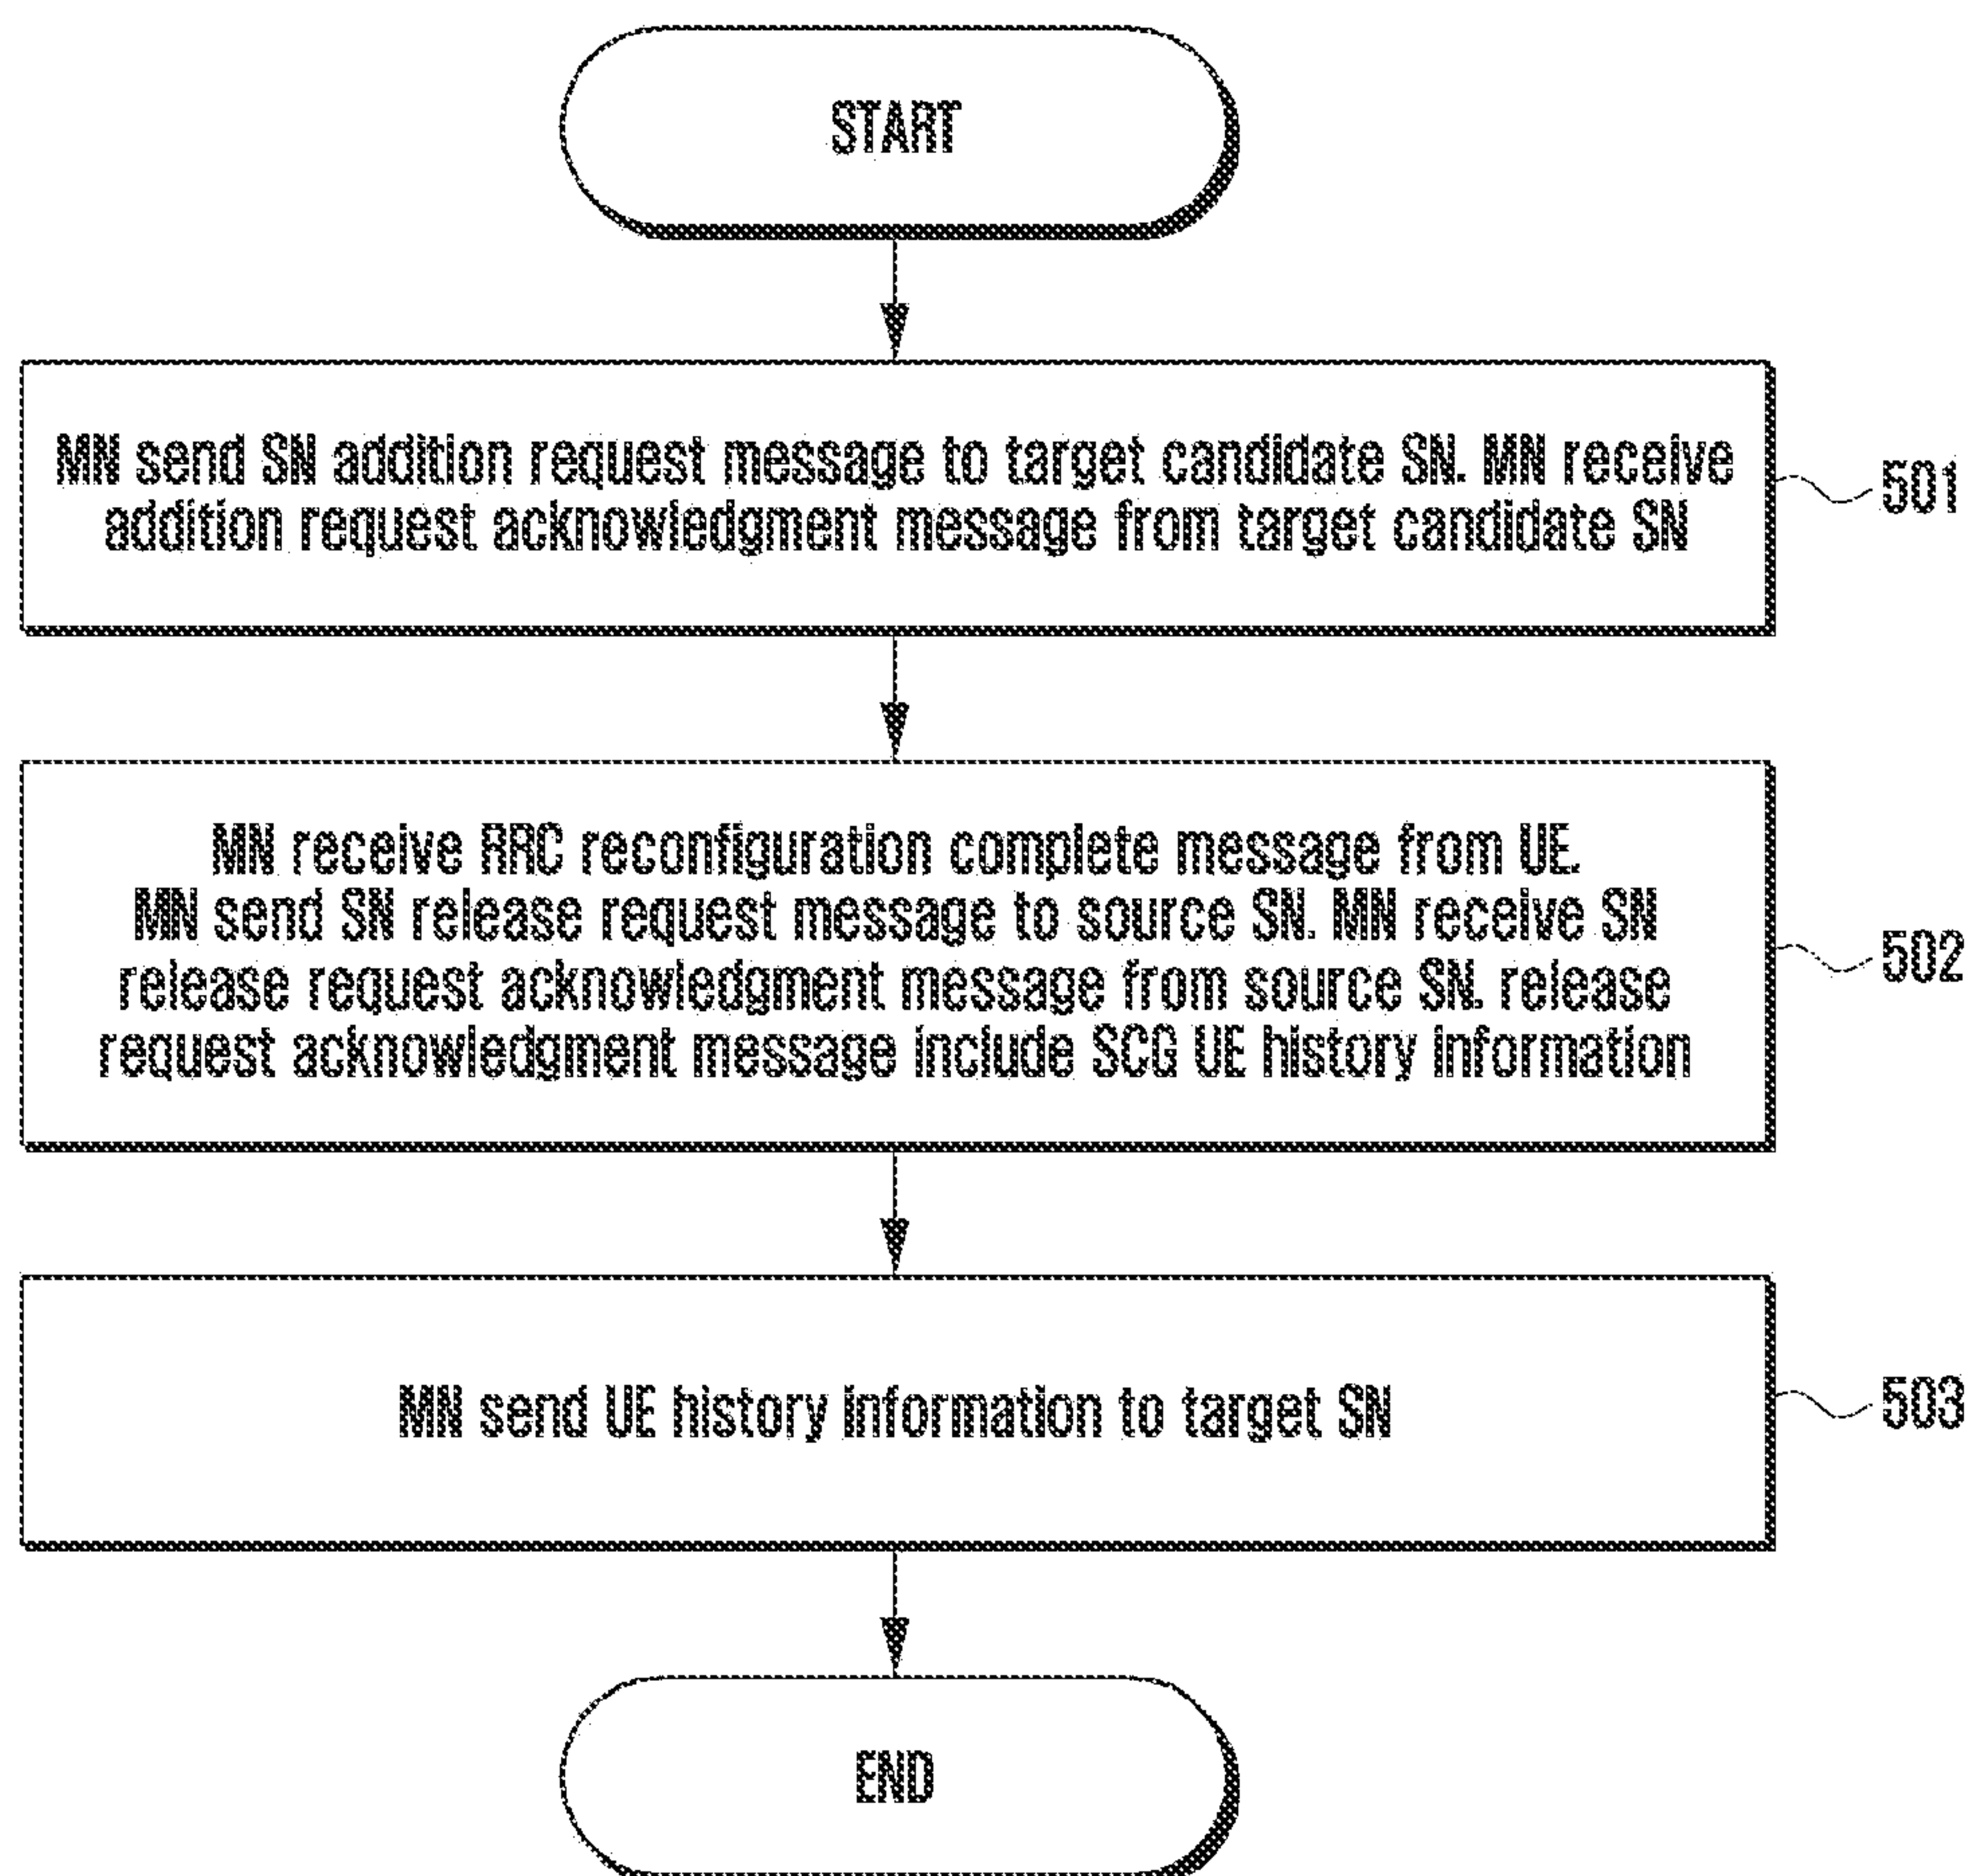 START
MN send SN addition request message to target candidate SN. MN receive
addition request acknowledgment message from target candidate SN
501
MN receive RRC reconfiguration complete message from UE.
MN send SN release request message to source SN. MN receive SN
release request acknowledgment message from source SN. release
request acknowledgment message include SCG UE history information
502
MN send UE history information to target SN
503
END